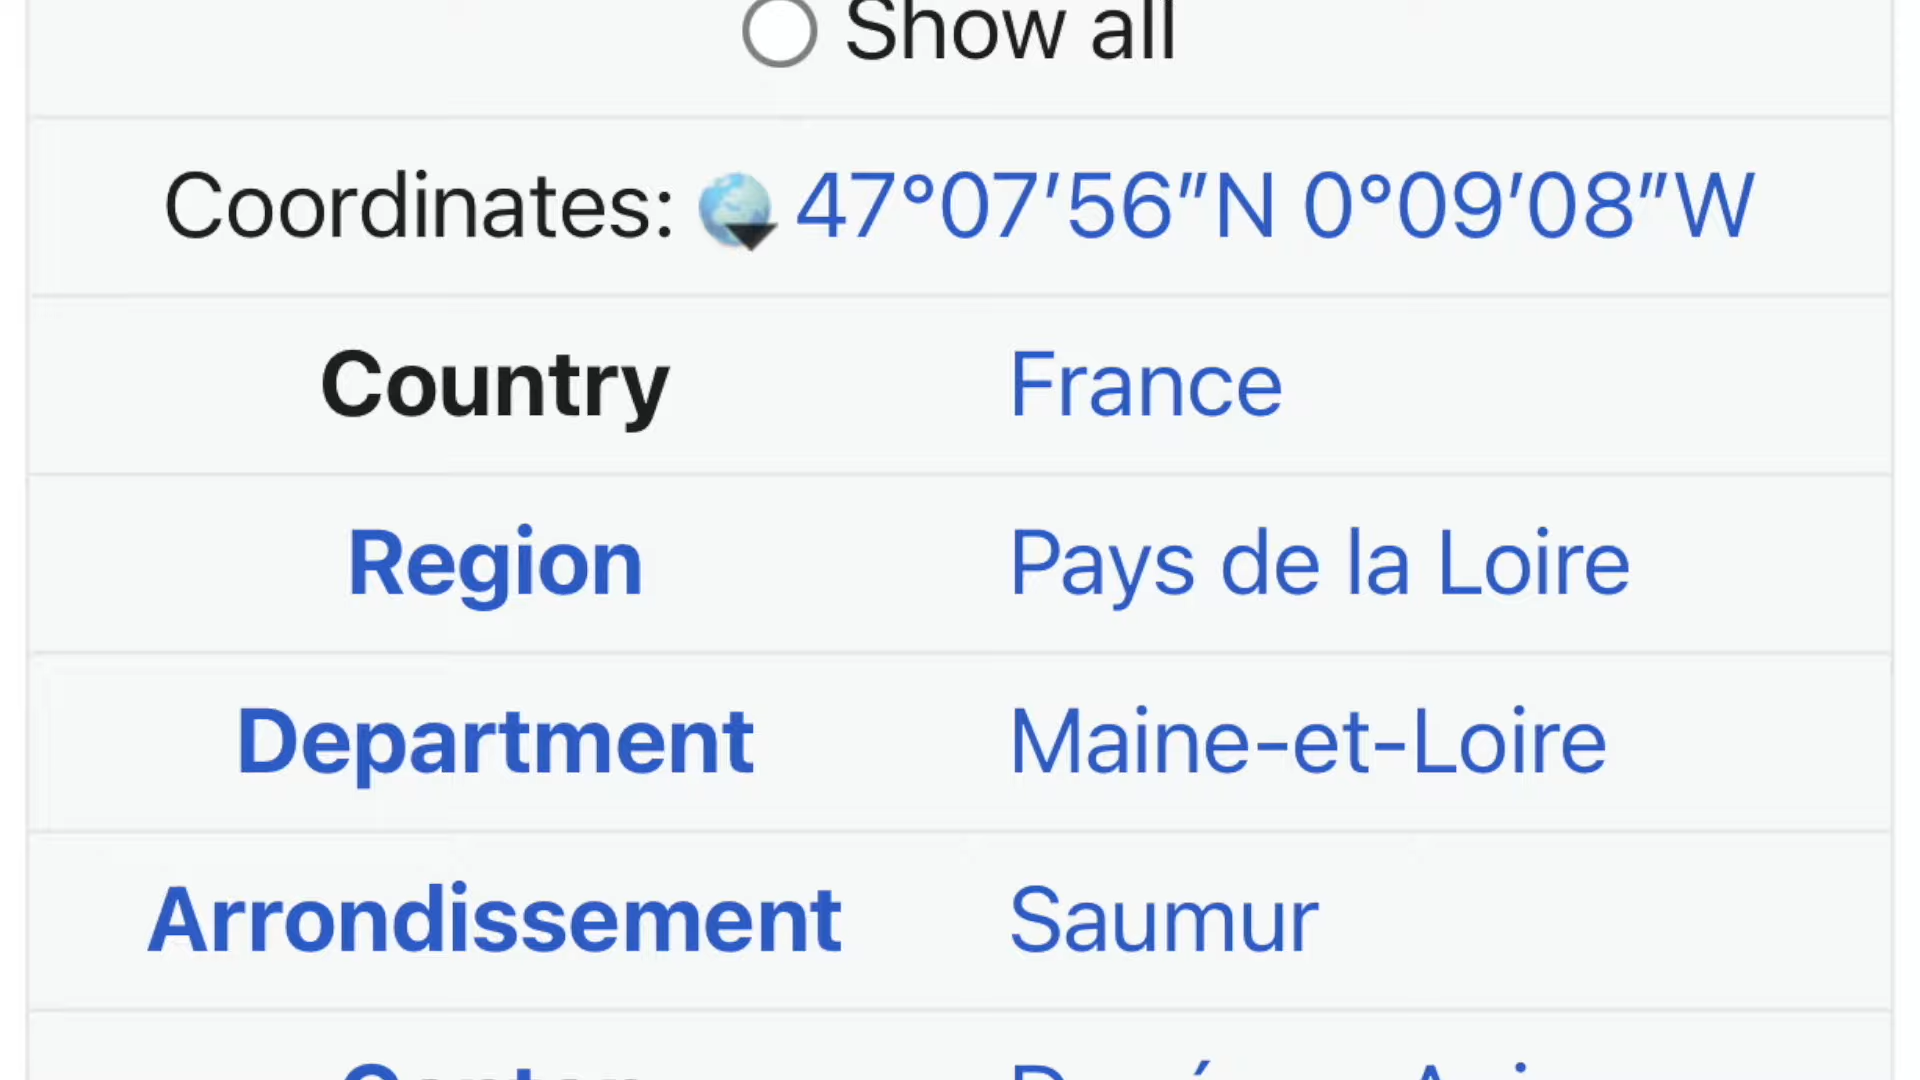 Show all
Coordinates: 47°07′56″N 0°09′08″W
Country France
Region Pays de la Loire
Department Maine-et-Loire
Arrondissement Saumur